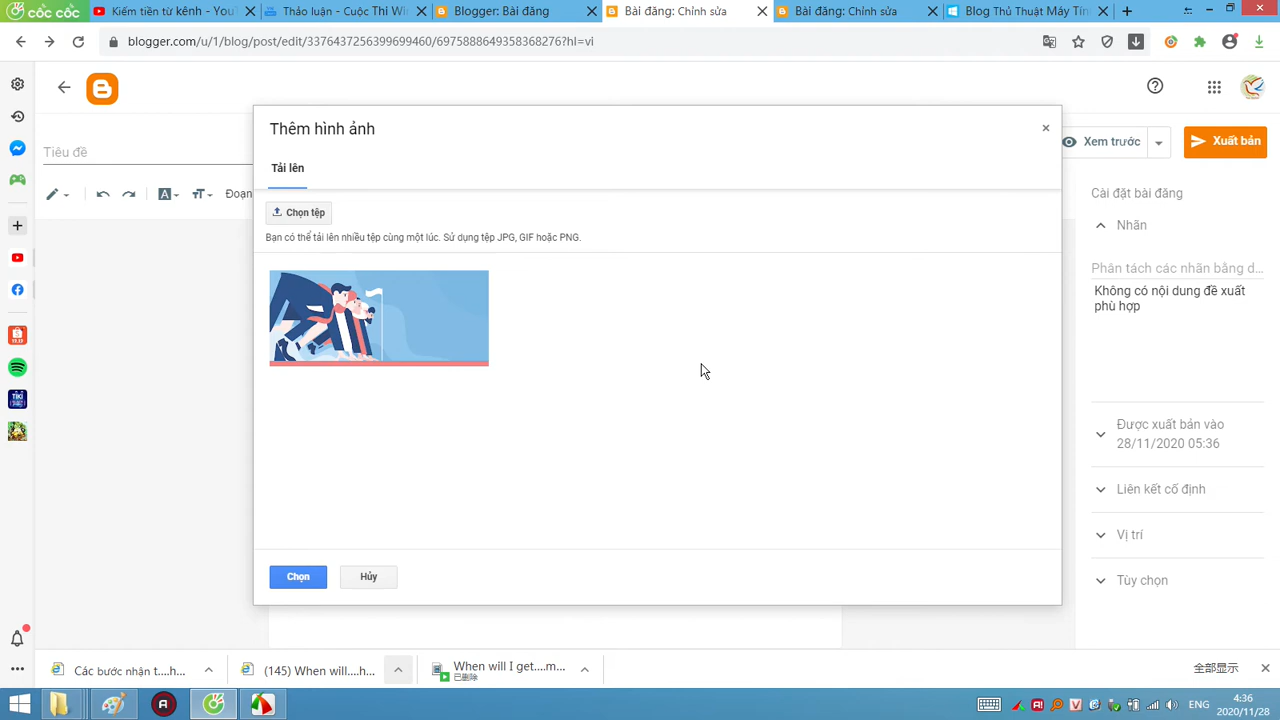 cốc cốc
Kiếm tiền từ kênh - YouT
Thảo luận - Cuộc Thi Wi
Blogger: Bài đăng
Bài đăng: Chỉnh sửa
Bài đăng: Chỉnh sửa
Blog Thủ Thuật Máy Tín
blogger.com/u/1/blog/post/edit/3376437256399699460/6975888649358368276?hl=vi
Thêm hình ảnh
Tiêu đề
Xem trước
Xuất bản
Tải lên
Đoạn
Cài đặt bài đăng
Chọn tệp
Nhãn
Bạn có thể tải lên nhiều tệp cùng một lúc. Sử dụng tệp JPG, GIF hoặc PNG.
Phân tách các nhãn bằng d...
Không có nội dung đề xuất
phù hợp
Được xuất bản vào
28/11/2020 05:36
Liên kết cố định
Vị trí
Chọn
Hủy
Tùy chọn
Các bước nhận t....h...
(145) When will....h...
When will I get....m...
已删除
全部显示
ENG
4:36
2020/11/28